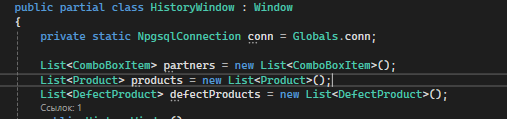 public partial class HistoryWindow : Window
{
private static NpgsqlConnection conn = Globals.conn;
List<ComboBoxItem> partners = new List<ComboBoxItem>();
List<Product> products = new List<Product>();
List<DefectProduct> defectProducts = new List<DefectProduct>();
Ссылок: 1